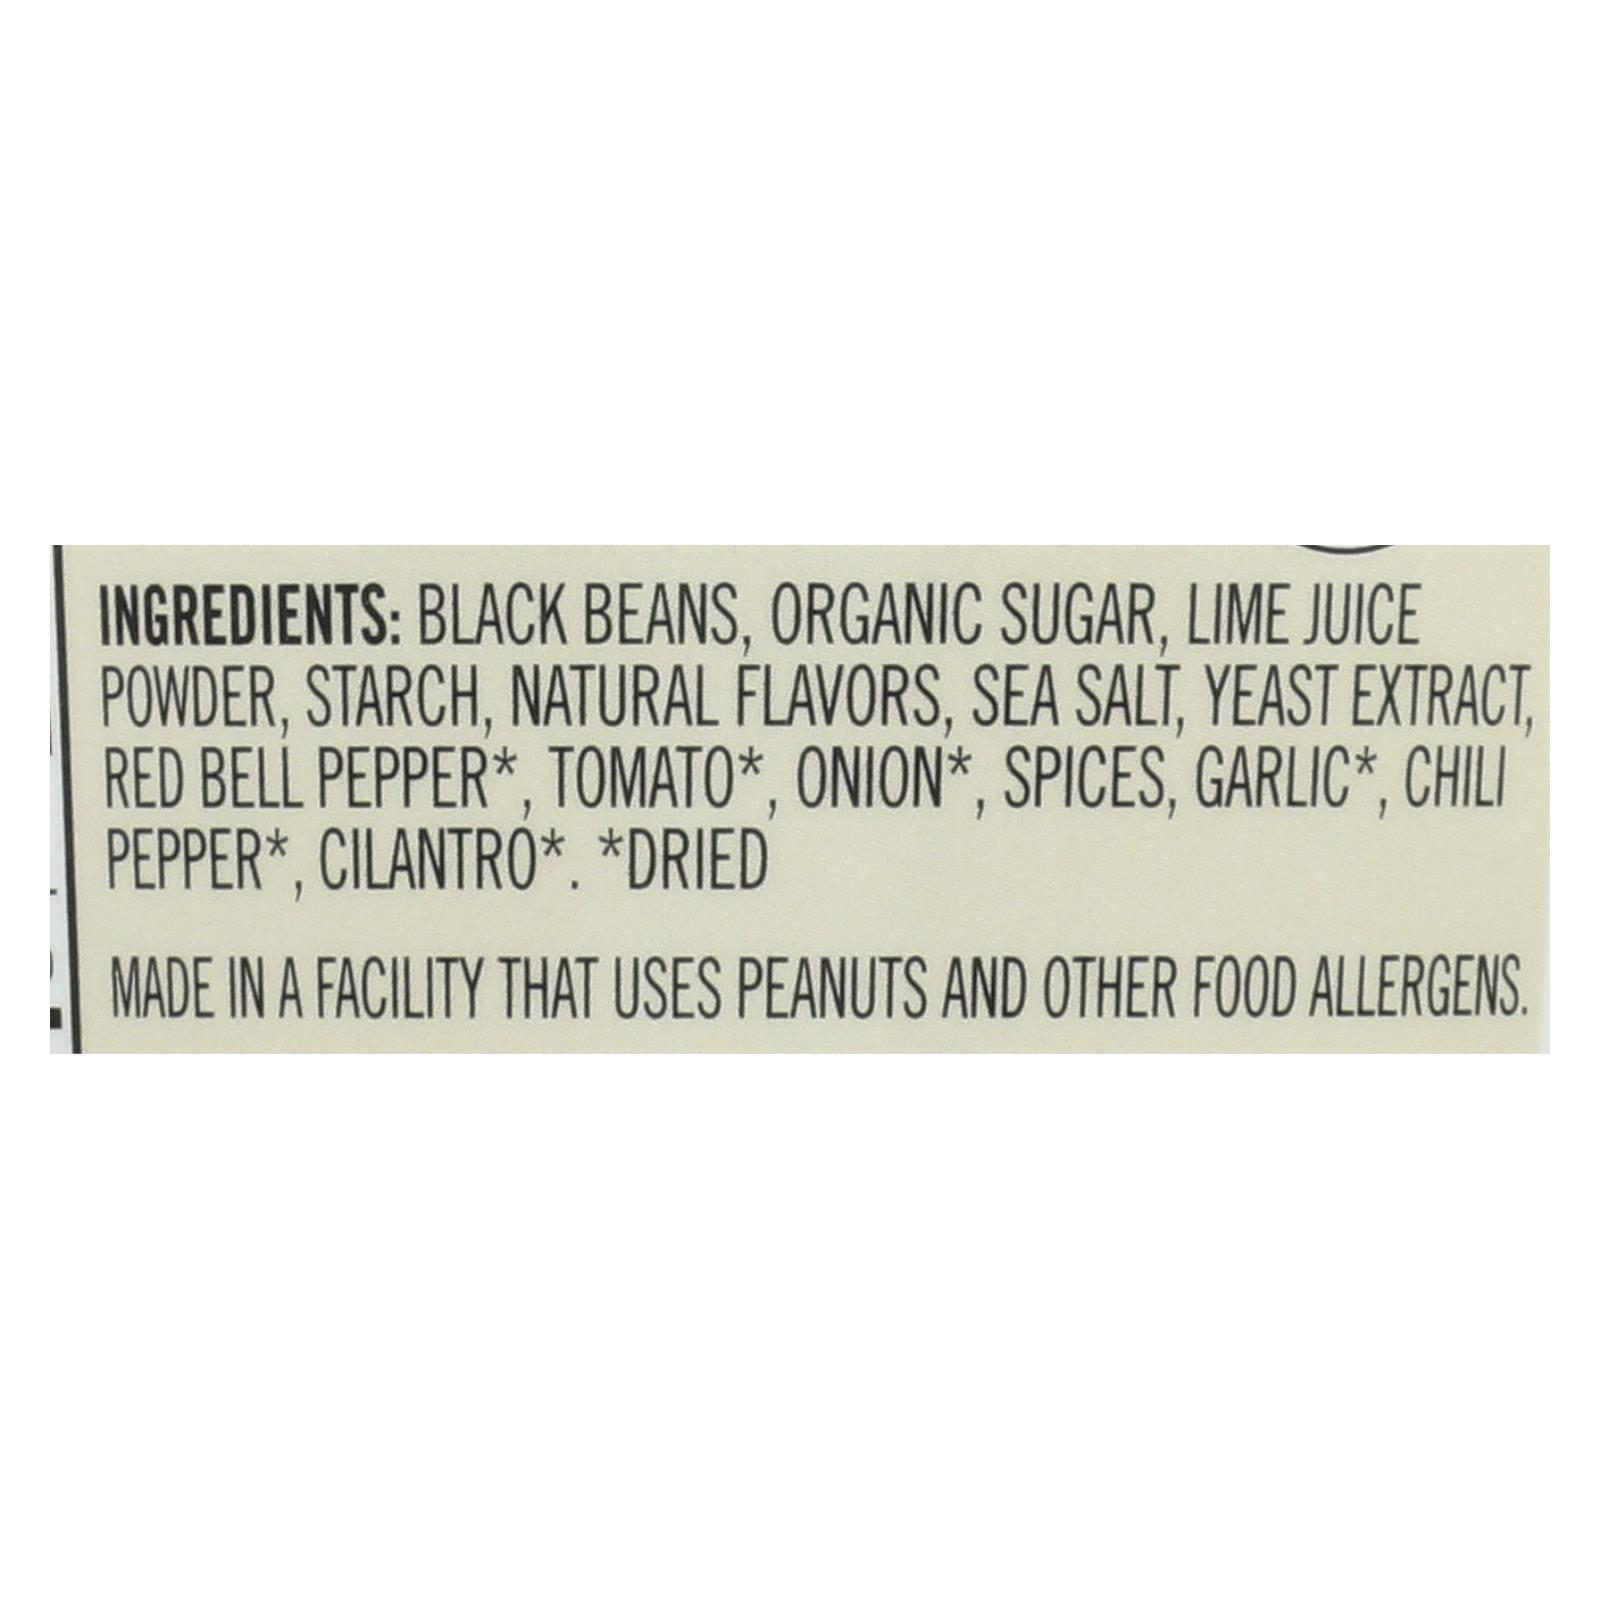 INGREDIENTS: BLACK BEANS, ORGANIC SUGAR, LIME JUICE
POWDER, STARCH, NATURAL FLAVORS, SEA SALT, YEAST EXTRACT,
RED BELL PEPPER*, TOMATO*, ONION*, SPICES, GARLIC*, CHILI
PEPPER*, CILANTRO*. *DRIED
MADE IN A FACILITY THAT USES PEANUTS AND OTHER FOOD ALLERGENS.